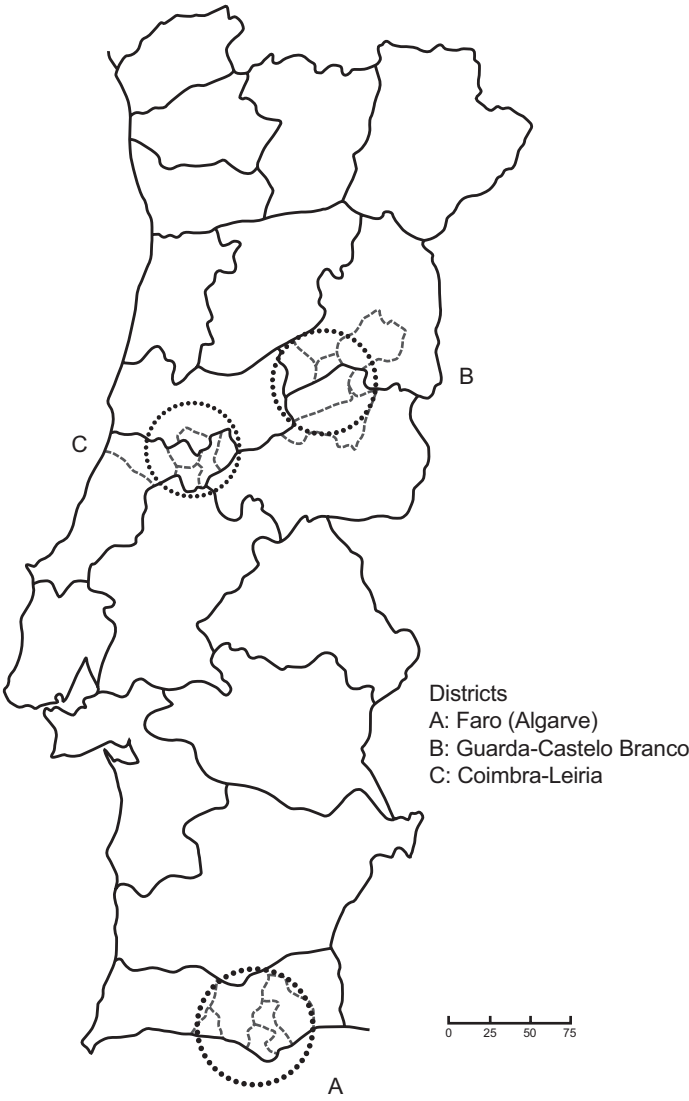 B
C
Districts
A: Faro (Algarve)
B: Guarda-Castelo Branco
C: Coimbra-Leiria
0 25 50 75
A